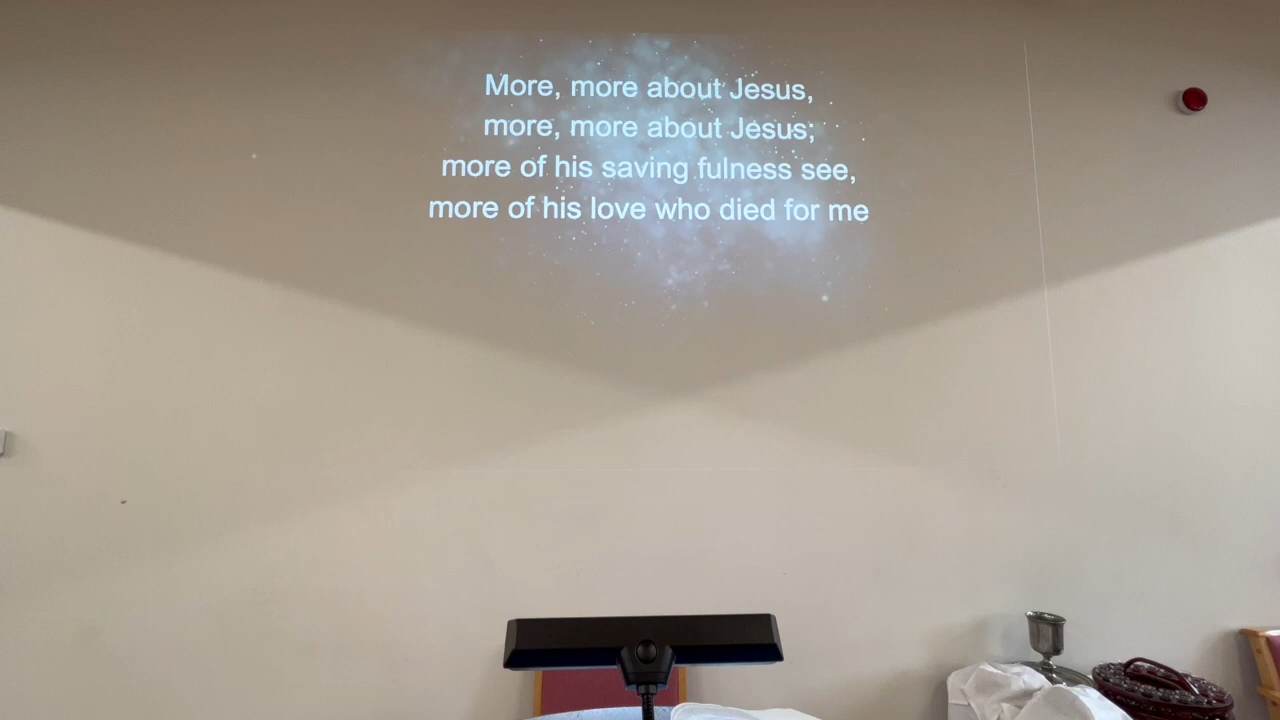 More, more about Jesus,
more, more about Jesus;
more of his saving fulness see,
more of his love who died for me